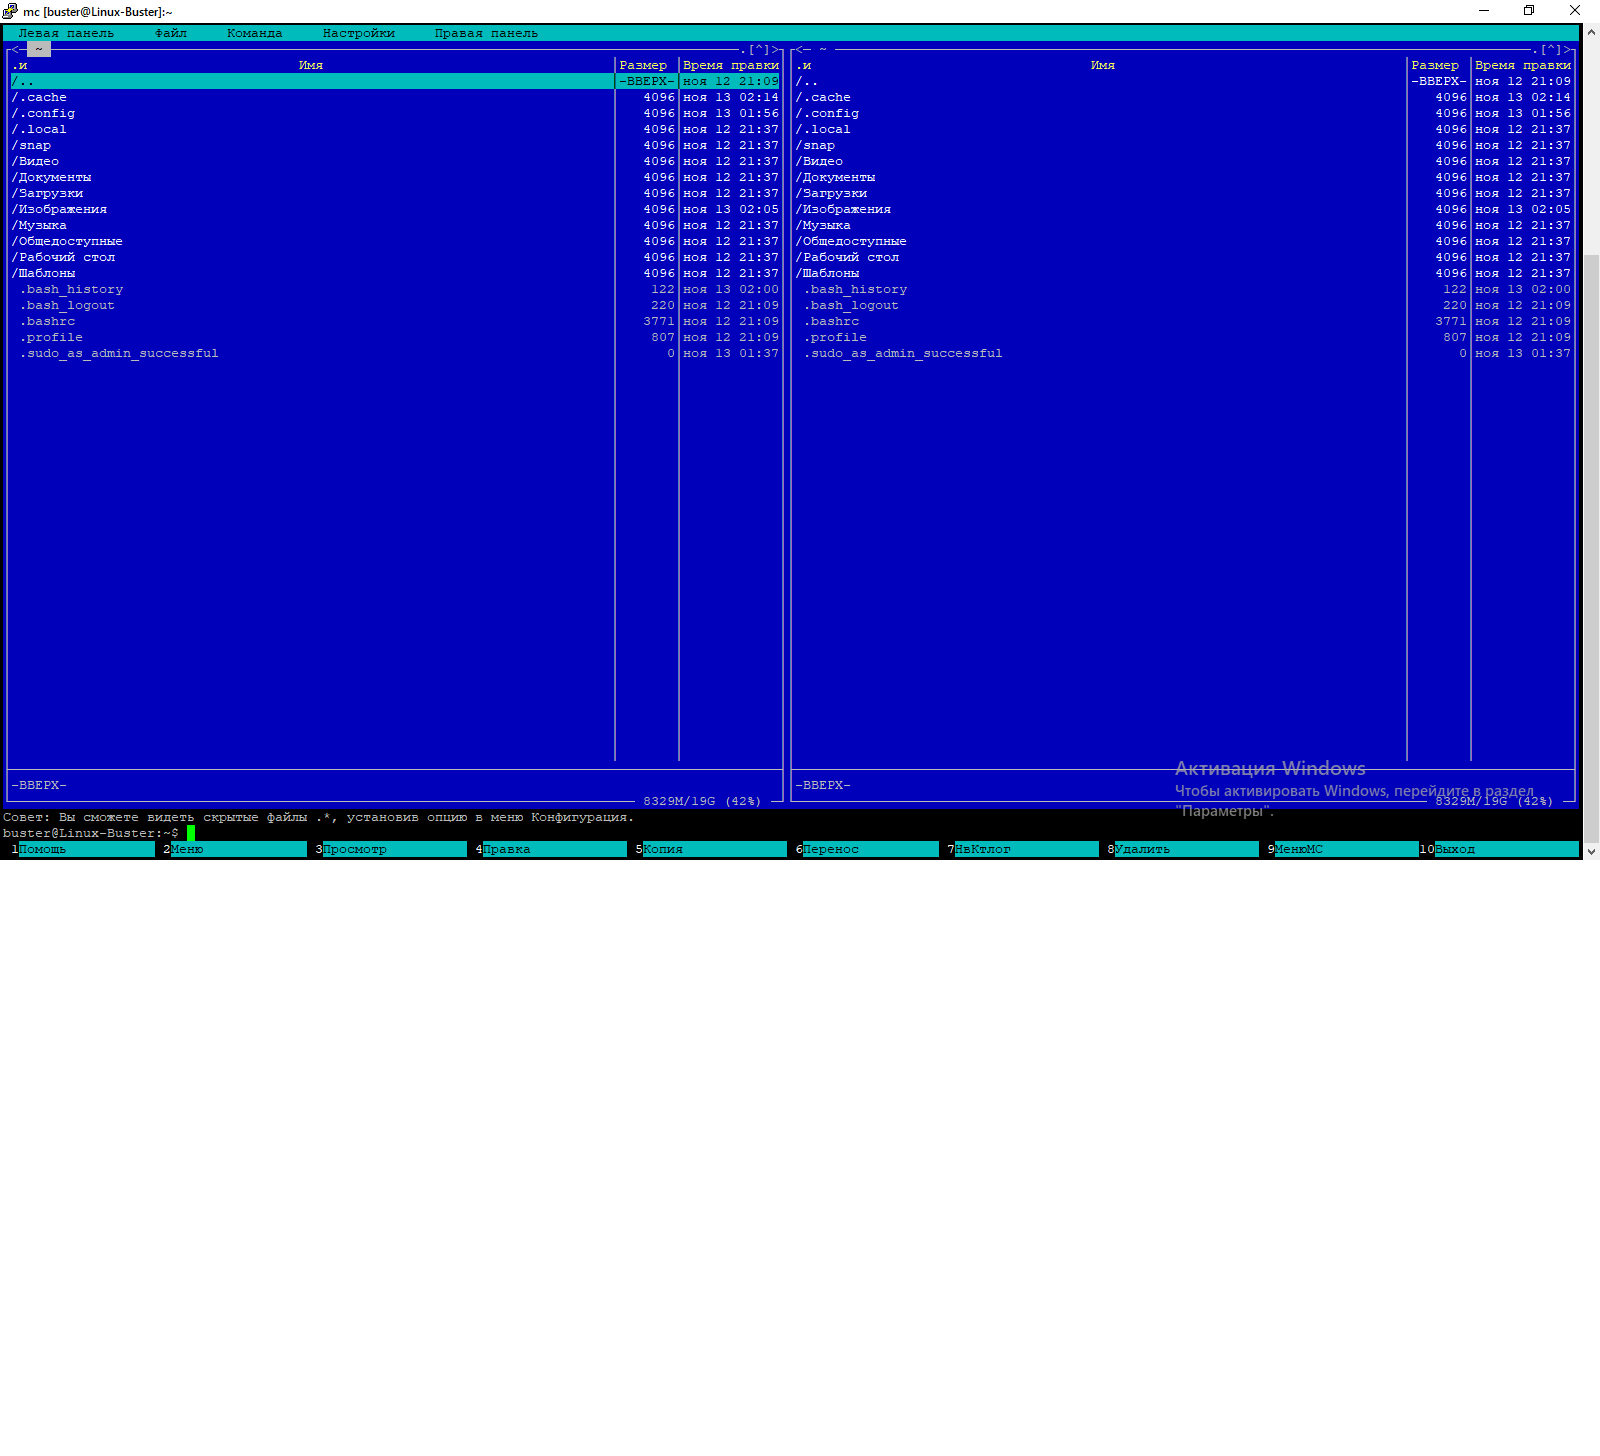 mc [buster@Linux-Buster]:~
Левая панель Файл Команда Настройки Правая панель
<─ ~ ─.[^]>
.и Имя Размер Время правки
/.. -ВВЕРХ- ноя 12 21:09
/.cache 4096 ноя 13 02:14
/.config 4096 ноя 13 01:56
/.local 4096 ноя 12 21:37
/snap 4096 ноя 12 21:37
/Видео 4096 ноя 12 21:37
/Документы 4096 ноя 12 21:37
/Загрузки 4096 ноя 12 21:37
/Изображения 4096 ноя 13 02:05
/Музыка 4096 ноя 12 21:37
/Общедоступные 4096 ноя 12 21:37
/Рабочий стол 4096 ноя 12 21:37
/Шаблоны 4096 ноя 12 21:37
.bash_history 122 ноя 13 02:00
.bash_logout 220 ноя 12 21:09
.bashrc 3771 ноя 12 21:09
.profile 807 ноя 12 21:09
.sudo_as_admin_successful 0 ноя 13 01:37
-ВВЕРХ-
8329M/19G (42%)
<─ ~ ─.[^]>
.и Имя Размер Время правки
/.. -ВВЕРХ- ноя 12 21:09
/.cache 4096 ноя 13 02:14
/.config 4096 ноя 13 01:56
/.local 4096 ноя 12 21:37
/snap 4096 ноя 12 21:37
/Видео 4096 ноя 12 21:37
/Документы 4096 ноя 12 21:37
/Загрузки 4096 ноя 12 21:37
/Изображения 4096 ноя 13 02:05
/Музыка 4096 ноя 12 21:37
/Общедоступные 4096 ноя 12 21:37
/Рабочий стол 4096 ноя 12 21:37
/Шаблоны 4096 ноя 12 21:37
.bash_history 122 ноя 13 02:00
.bash_logout 220 ноя 12 21:09
.bashrc 3771 ноя 12 21:09
.profile 807 ноя 12 21:09
.sudo_as_admin_successful 0 ноя 13 01:37
-ВВЕРХ-
8329M/19G (42%)
Активация Windows
Чтобы активировать Windows, перейдите в раздел
"Параметры".
Совет: Вы сможете видеть скрытые файлы .*, установив опцию в меню Конфигурация.
buster@Linux-Buster:~$
1Помощь 2Меню 3Просмотр 4Правка 5Копия 6Перенос 7НвКтлог 8Удалить 9МенюMC 10Выход